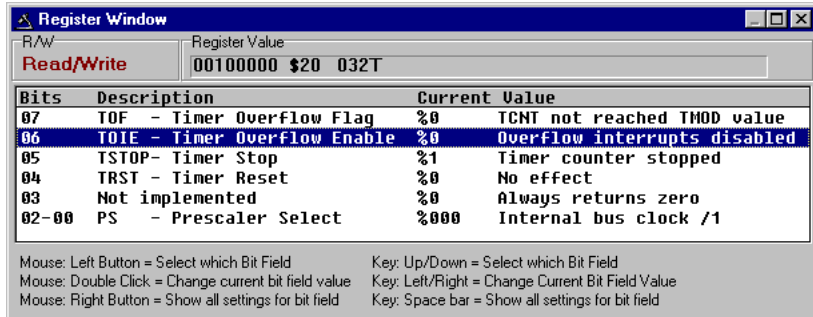 Register Window
R/W
Register Value
Read/Write
00100000 $20 032T
Bits Description Current Value
07 TOF - Timer Overflow Flag %0 TCNT not reached TMOD value
06 TOIE - Timer Overflow Enable %0 Overflow interrupts disabled
05 TSTOP- Timer Stop %1 Timer counter stopped
04 TRST - Timer Reset %0 No effect
03 Not implemented %0 Always returns zero
02-00 PS - Prescaler Select %000 Internal bus clock /1
Mouse: Left Button = Select which Bit Field Key: Up/Down = Select which Bit Field
Mouse: Double Click = Change current bit field value Key: Left/Right = Change Current Bit Field Value
Mouse: Right Button = Show all settings for bit field Key: Space bar = Show all settings for bit field